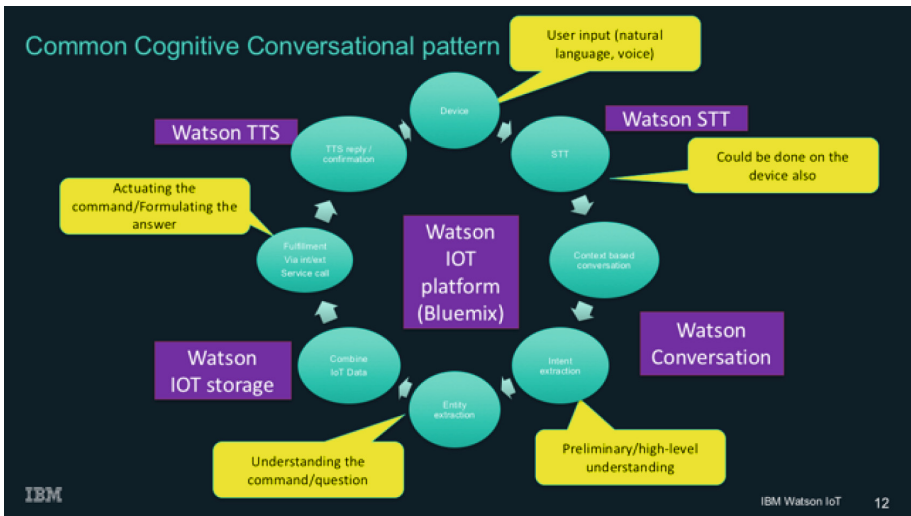 Common Cognitive Conversational pattern
User input (natural
language, voice)
Device
Watson TTS
Watson STT
TTS reply /
confirmation
STT
Could be done on the
device also
Actuating the
command/Formulating the
answer
Fulfillment
Via int/ext
Service call
Watson
IOT
platform
(Bluemix)
Context based
conversation
Watson
Conversation
Watson
IOT storage
Combine
IoT Data
Intent
extraction
Entity
extraction
Understanding the
command/question
Preliminary/high-level
understanding
IBM
IBM Watson IoT
12